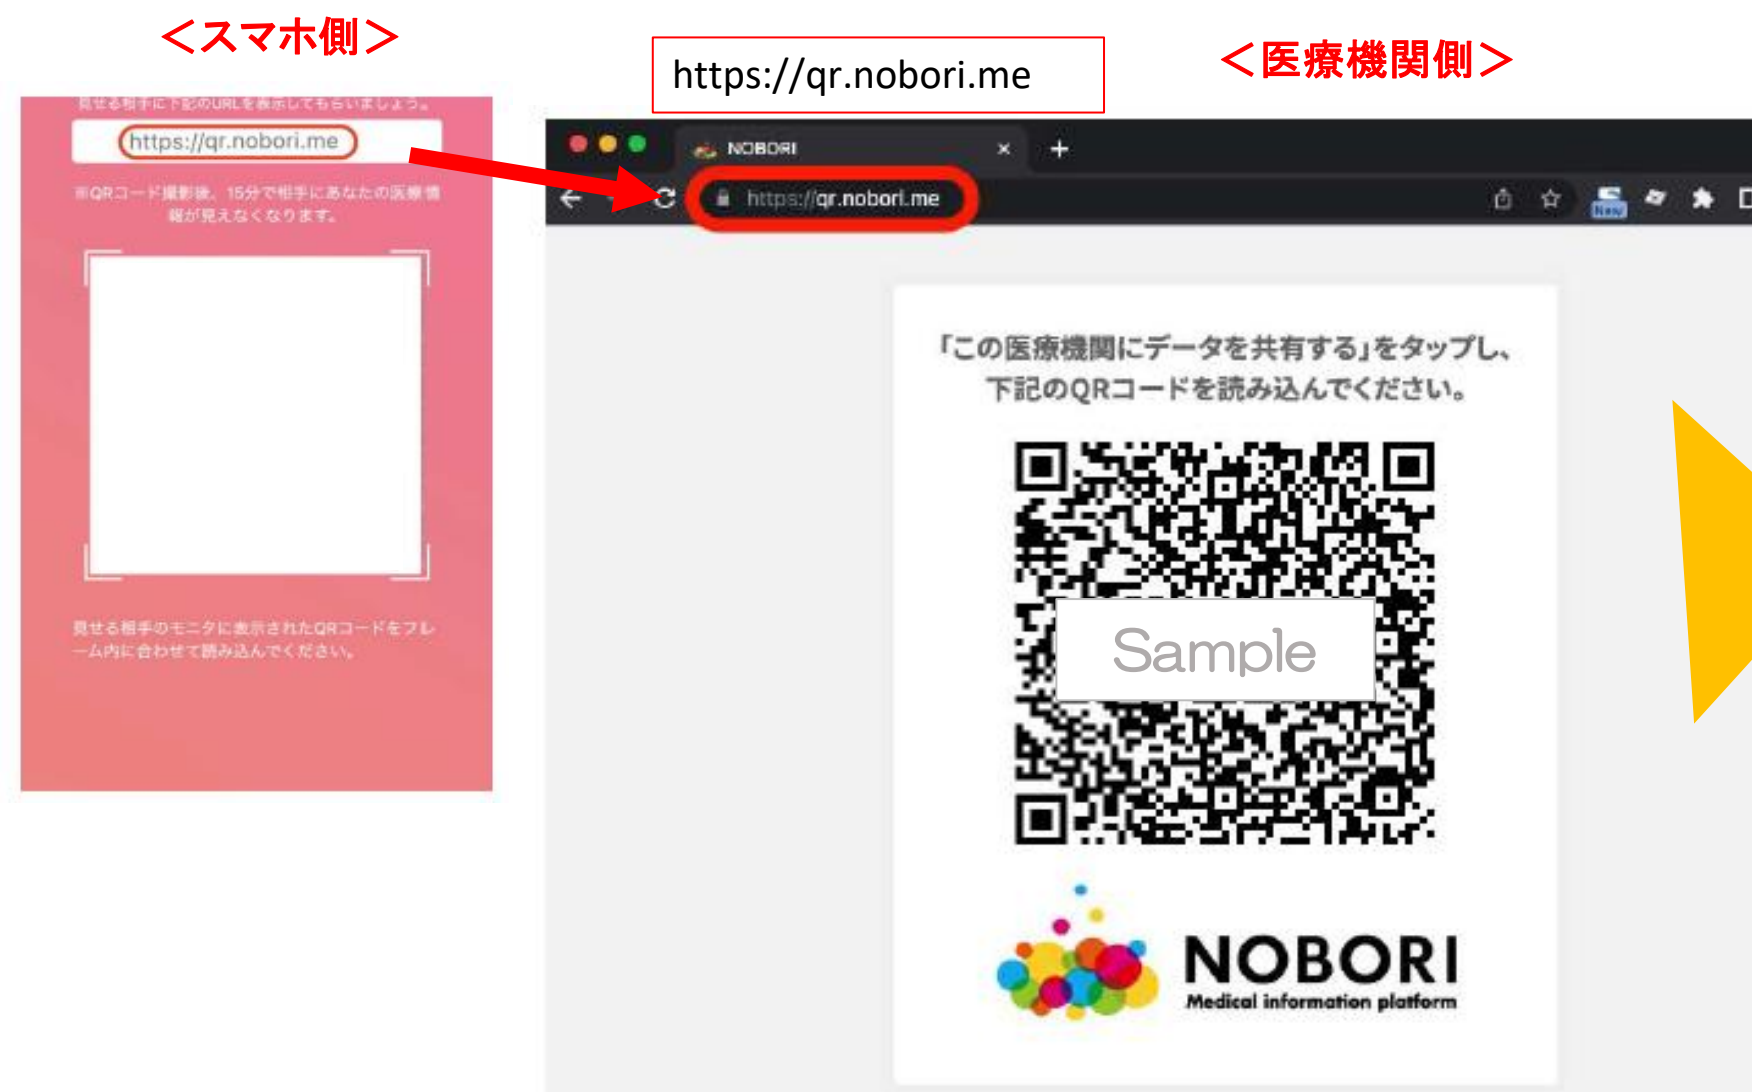 ＜スマホ側＞
見せる相手に下記のURLを表示してもらいましょう。
https://qr.nobori.me
※QRコード撮影後、15分で相手にあなたの医療情
報が見えなくなります。
見せる相手のモニタに表示されたQRコードをフレ
ーム内に合わせて読み込んでください。
https://qr.nobori.me
＜医療機関側＞
NOBORI
https://qr.nobori.me
New
「この医療機関にデータを共有する」をタップし、
下記のQRコードを読み込んでください。
Sample
NOBORI
Medical information platform